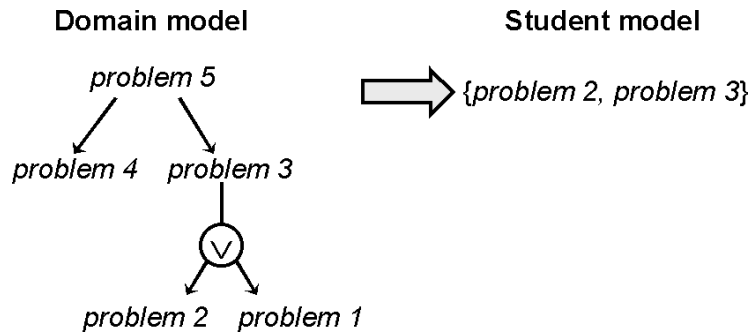 Domain model
Student model
problem 5
{problem 2, problem 3}
problem 4
problem 3
∨
problem 2
problem 1